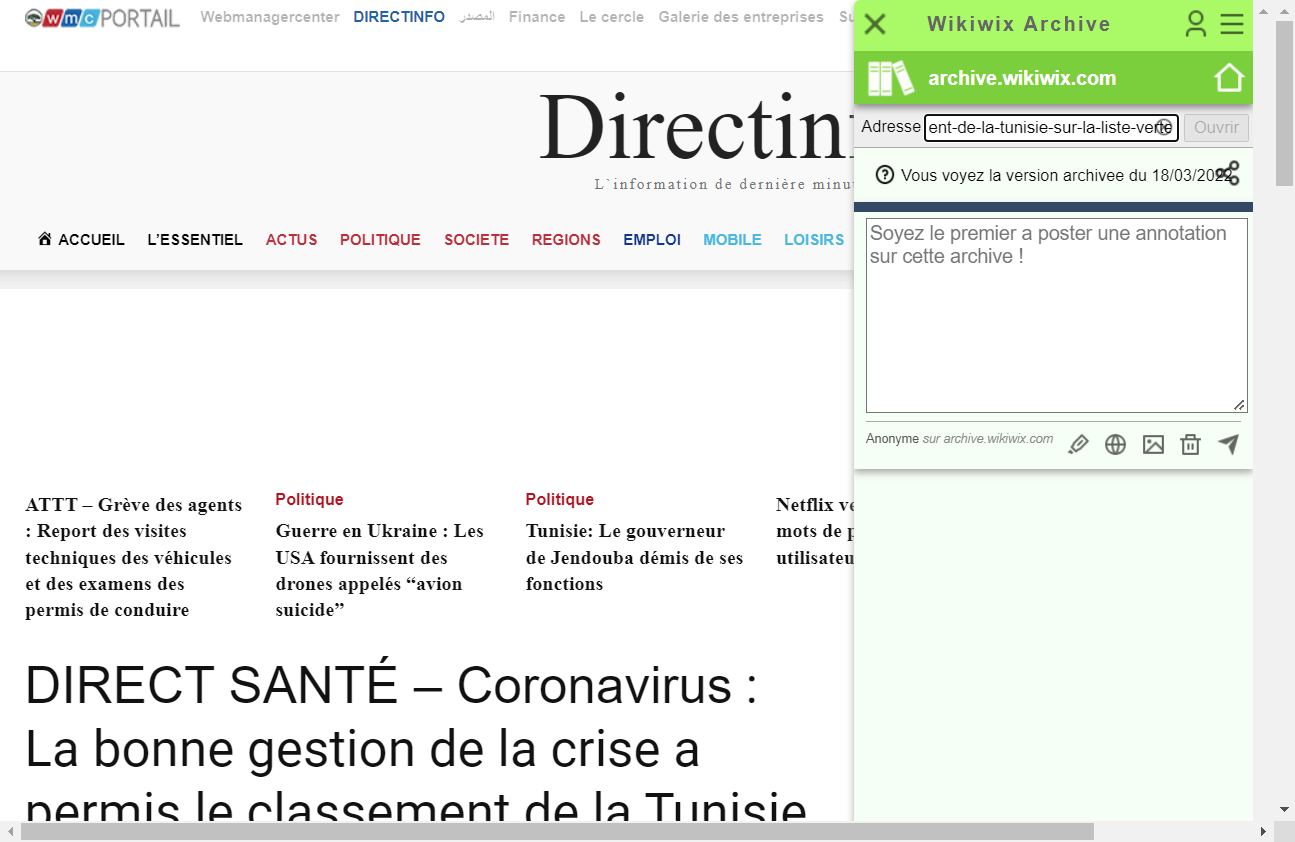 wmc PORTAIL Webmanagercenter DIRECTINFO المصدر Finance Le cercle Galerie des entreprises
Directin
L`information de dernière minu
ACCUEIL L'ESSENTIEL ACTUS POLITIQUE SOCIETE REGIONS EMPLOI MOBILE LOISIRS
ATTT – Grève des agents
: Report des visites
techniques des véhicules
et des examens des
permis de conduire
Politique
Guerre en Ukraine : Les
USA fournissent des
drones appelés “avion
suicide”
Politique
Tunisie: Le gouverneur
de Jendouba démis de ses
fonctions
Netflix ve
mots de p
utilisateu
DIRECT SANTÉ – Coronavirus :
La bonne gestion de la crise a
permis le classement de la Tunisie
Wikiwix Archive
archive.wikiwix.com
Adresse ent-de-la-tunisie-sur-la-liste-verte Ouvrir
Vous voyez la version archivee du 18/03/2022
Soyez le premier a poster une annotation
sur cette archive !
Anonyme sur archive.wikiwix.com